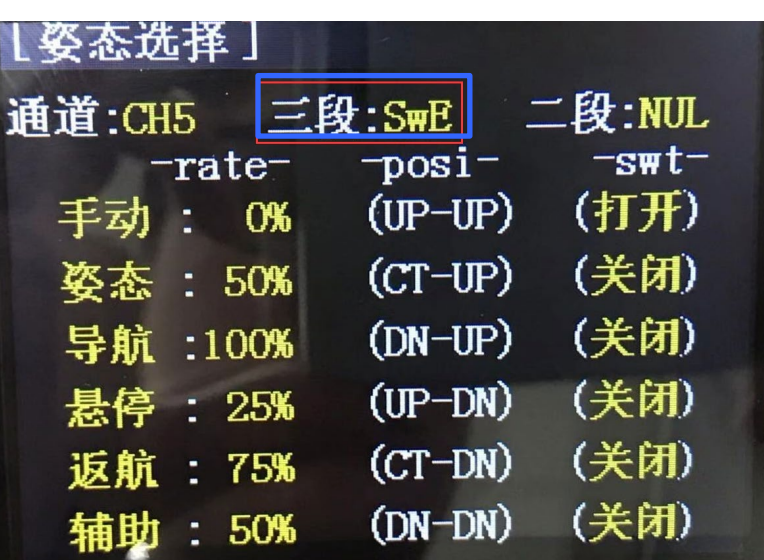 [姿态选择]
通道:CH5 三段:SwE 二段:NUL
-rate- -posi- -swt-
手动 : 0% (UP-UP) (打开)
姿态 : 50% (CT-UP) (关闭)
导航 :100% (DN-UP) (关闭)
悬停 : 25% (UP-DN) (关闭)
返航 : 75% (CT-DN) (关闭)
辅助 : 50% (DN-DN) (关闭)